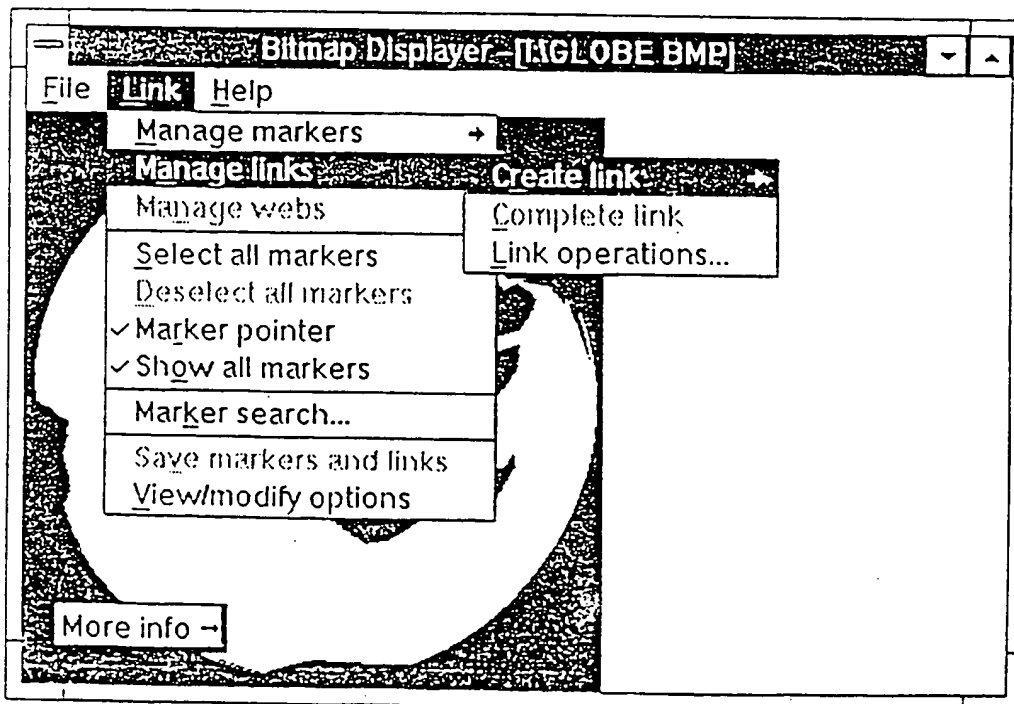 Bitmap Displayer - [I:\GLOBE.BMP]
File Link Help
Manage markers
Manage links
Create link
Manage webs
Complete link
Select all markers
Link operations...
Deselect all markers
✓ Marker pointer
✓ Show all markers
Marker search...
Save markers and links
View/modify options
More info →